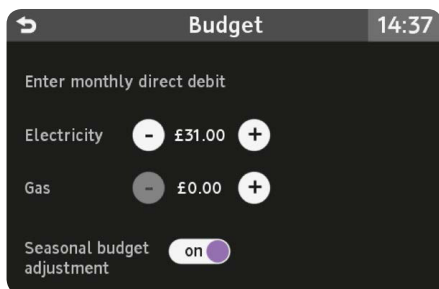 Budget 14:37
Enter monthly direct debit
Electricity - £31.00 +
Gas - £0.00 +
Seasonal budget on
adjustment